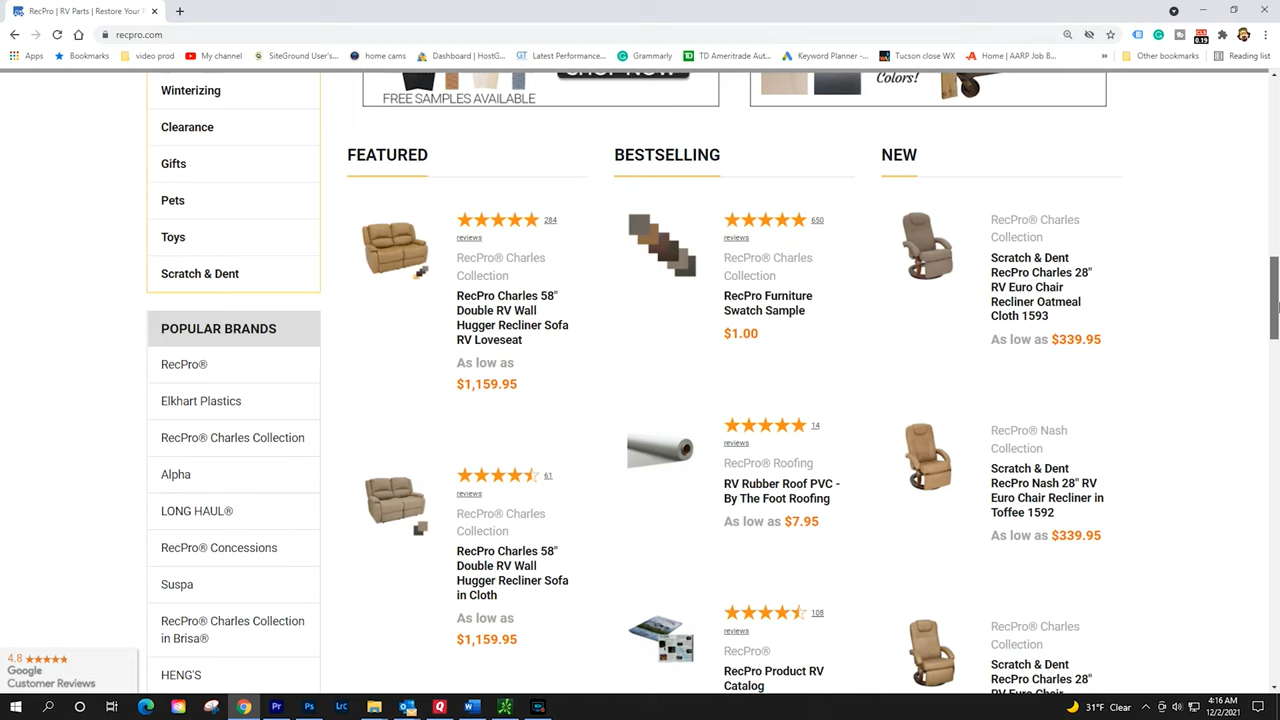 RecPro | RV Parts | Restore Your R
recpro.com
Apps
Bookmarks
video prod
My channel
SiteGround User's...
home cams
Dashboard | HostG...
GT Latest Performance...
Grammarly
TD Ameritrade Aut...
Keyword Planner -...
Tucson close WX
Home | AARP Job B...
Other bookmarks
Reading list
Winterizing
Clearance
Gifts
Pets
Toys
Scratch & Dent
POPULAR BRANDS
RecPro®
Elkhart Plastics
RecPro® Charles Collection
Alpha
LONG HAUL®
RecPro® Concessions
Suspa
RecPro® Charles Collection
in Brisa®
HENG'S
SHOP NOW
FREE SAMPLES AVAILABLE
Colors!
FEATURED
284
reviews
RecPro® Charles
Collection
RecPro Charles 58"
Double RV Wall
Hugger Recliner Sofa
RV Loveseat
As low as
$1,159.95
61
reviews
RecPro® Charles
Collection
RecPro Charles 58"
Double RV Wall
Hugger Recliner Sofa
in Cloth
As low as
$1,159.95
BESTSELLING
650
reviews
RecPro® Charles
Collection
RecPro Furniture
Swatch Sample
$1.00
14
reviews
RecPro® Roofing
RV Rubber Roof PVC -
By The Foot Roofing
As low as $7.95
108
reviews
RecPro®
RecPro Product RV
Catalog
NEW
RecPro® Charles
Collection
Scratch & Dent
RecPro Charles 28"
RV Euro Chair
Recliner Oatmeal
Cloth 1593
As low as $339.95
RecPro® Nash
Collection
Scratch & Dent
RecPro Nash 28" RV
Euro Chair Recliner in
Toffee 1592
As low as $339.95
RecPro® Charles
Collection
Scratch & Dent
RecPro Charles 28"
RV Euro Chair
4.8
Google
Customer Reviews
Pr
Ps
Lrc
31°F Clear
4:16 AM
12/2/2021